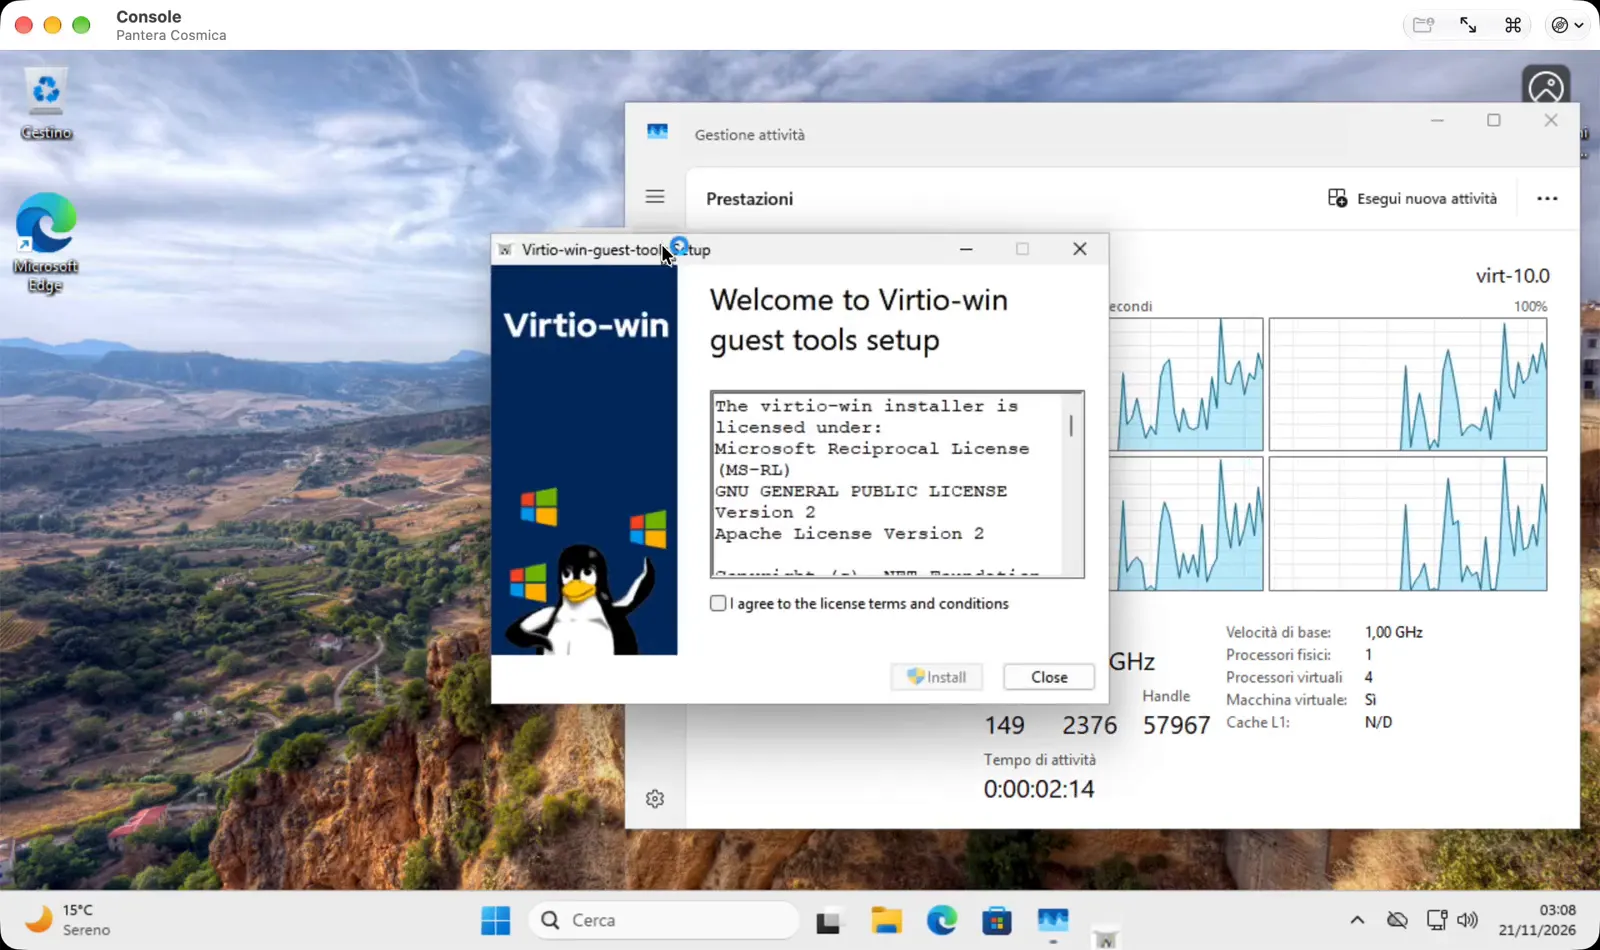 Console
Pantera Cosmica
Cestino
Microsoft
Edge
Gestione attività
Prestazioni
Esegui nuova attività
virt-10.0
econdi
100%
Virtio-win-guest-tools Setup
Virtio-win
Welcome to Virtio-win
guest tools setup
The virtio-win installer is
licensed under:
Microsoft Reciprocal License
(MS-RL)
GNU GENERAL PUBLIC LICENSE
Version 2
Apache License Version 2
Copyright (c) .NET Foundation
I agree to the license terms and conditions
Install
Close
GHz
Handle
149
2376
57967
Tempo di attività
0:00:02:14
Velocità di base: 1,00 GHz
Processori fisici: 1
Processori virtuali 4
Macchina virtuale: Sì
Cache L1: N/D
15°C
Sereno
Cerca
03:08
21/11/2026